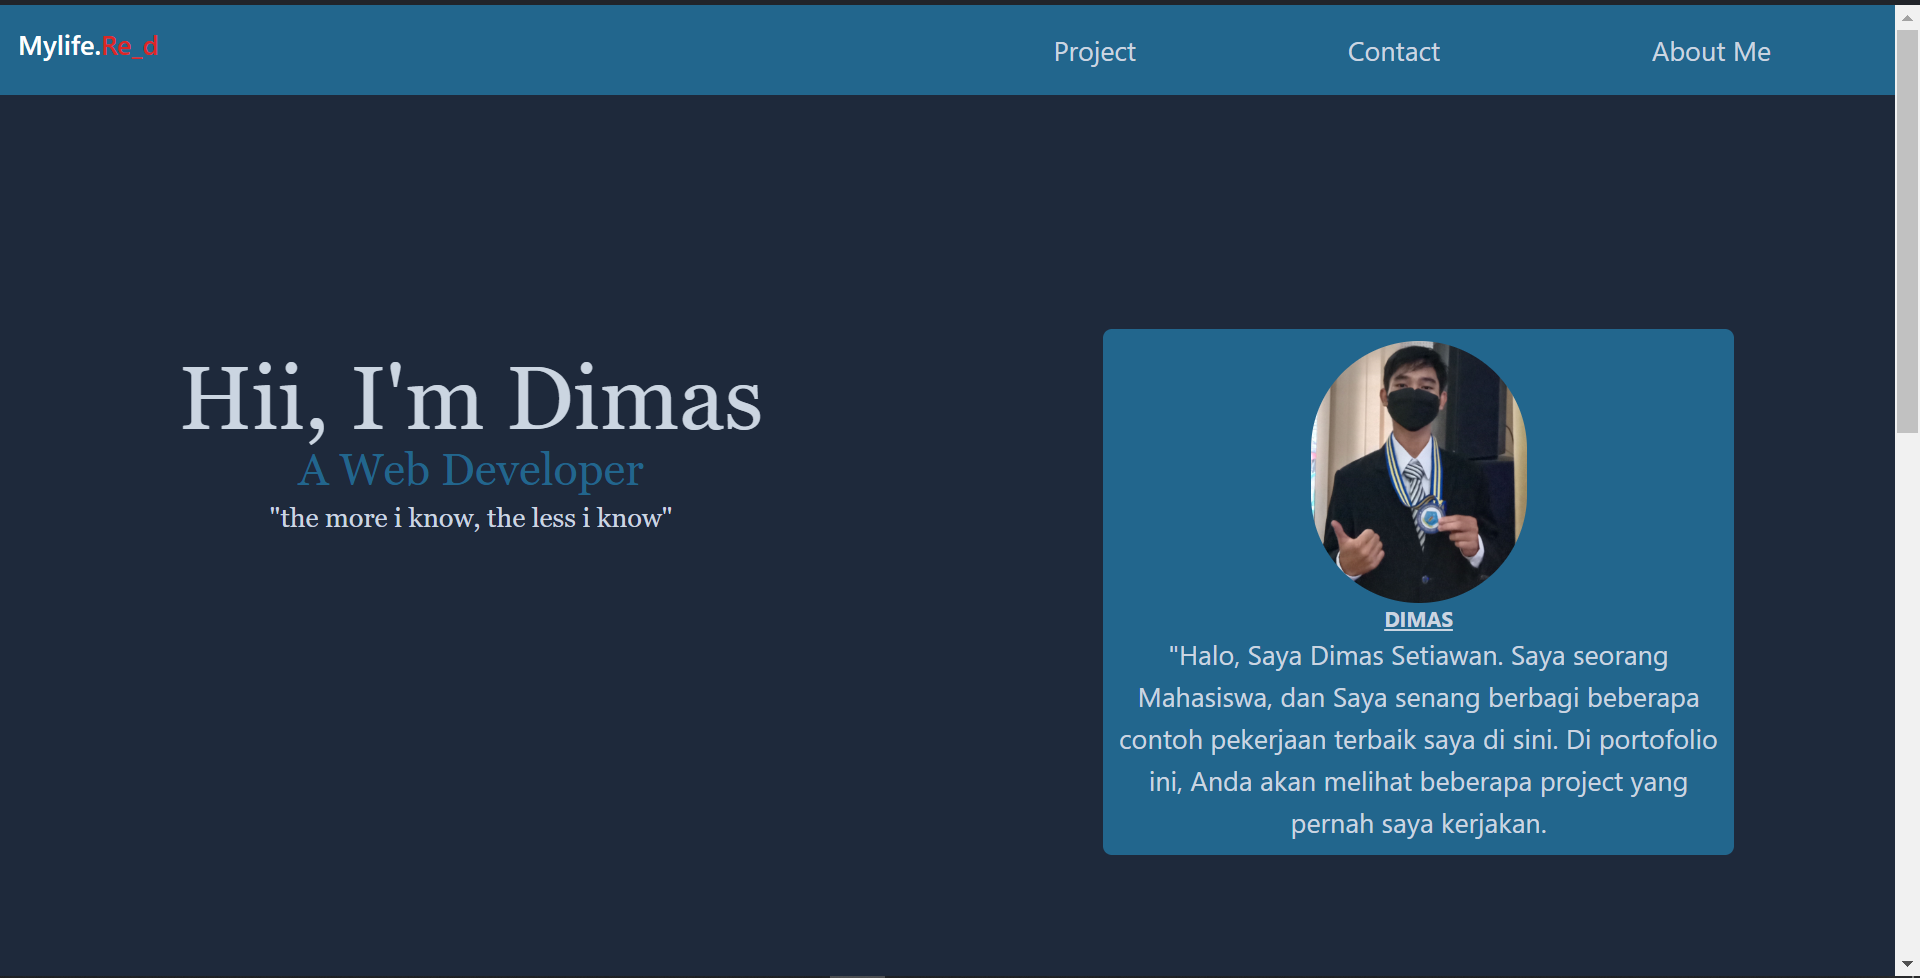 Mylife.Re_d
Project
Contact
About Me
Hii, I'm Dimas
A Web Developer
"the more i know, the less i know"
DIMAS
"Halo, Saya Dimas Setiawan. Saya seorang
Mahasiswa, dan Saya senang berbagi beberapa
contoh pekerjaan terbaik saya di sini. Di portofolio
ini, Anda akan melihat beberapa project yang
pernah saya kerjakan.